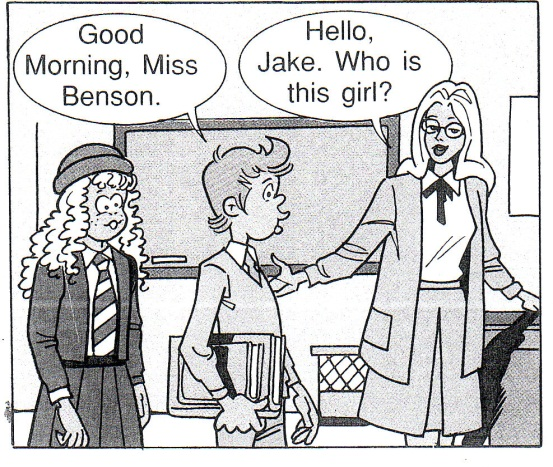 Good
Morning, Miss
Benson.
Hello,
Jake. Who is
this girl?